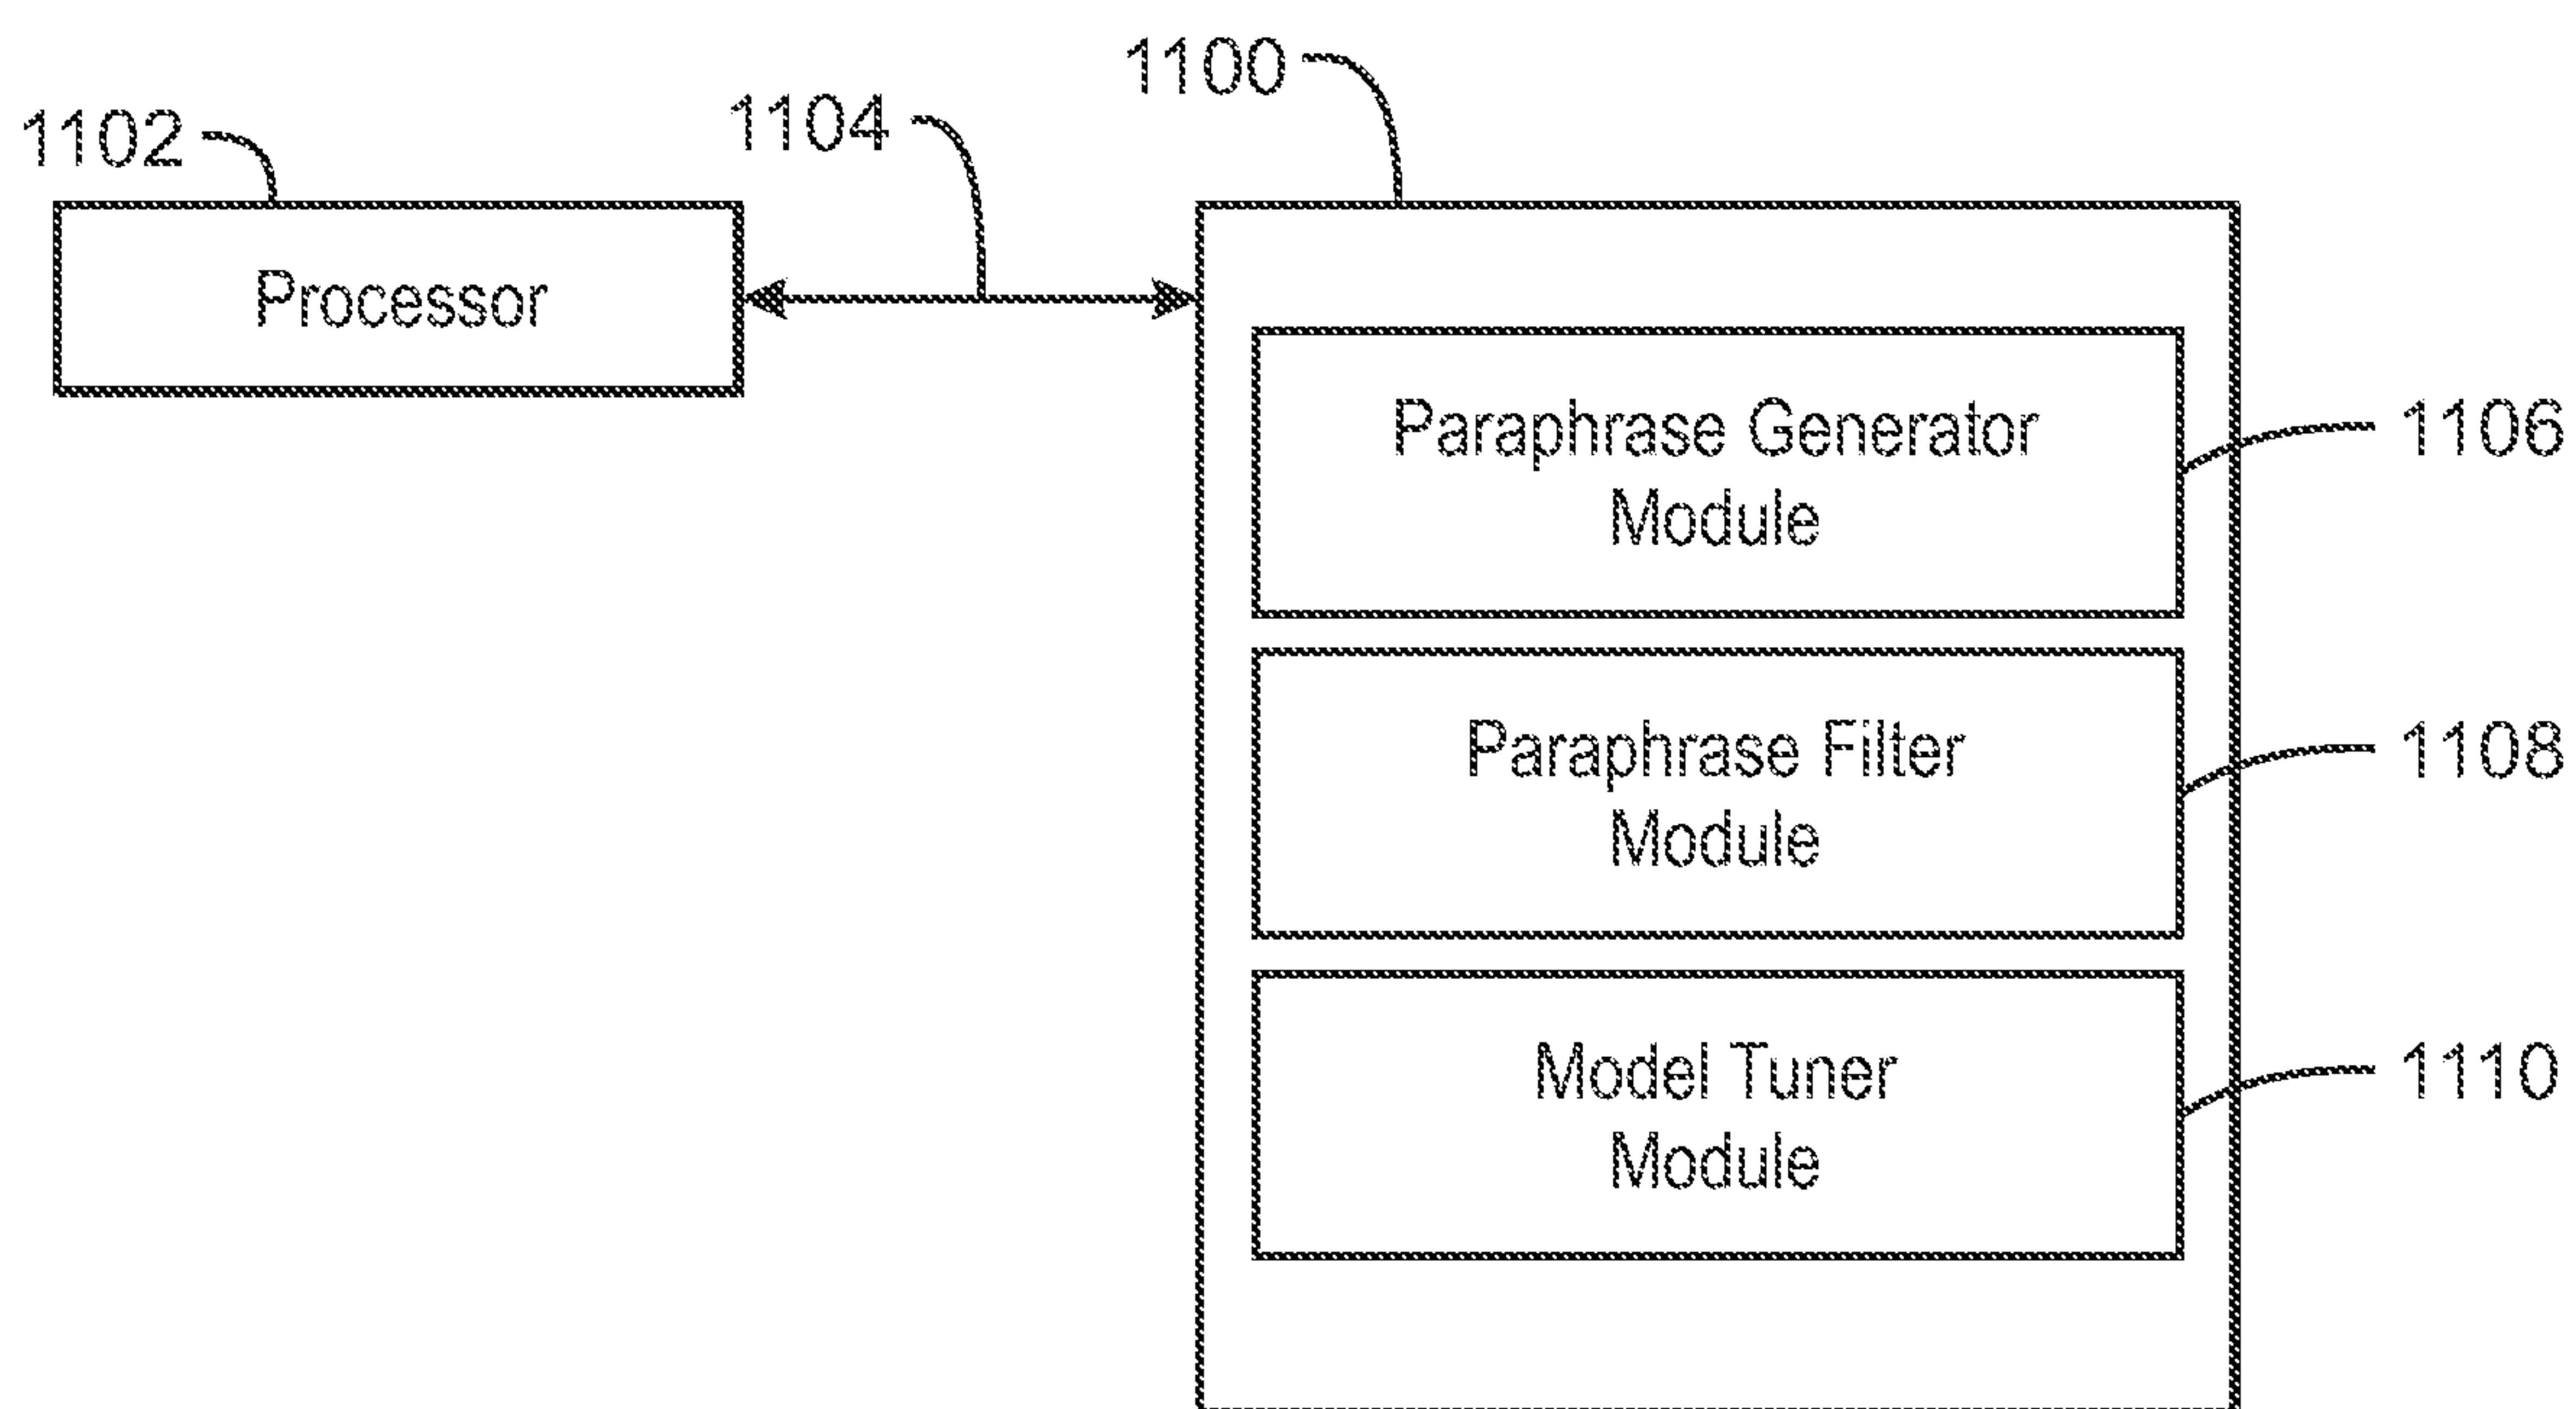 1100
1104
1102
Processor
Paraphrase Generator
Module
1106
Paraphrase Filter
Module
1108
Model Tuner
Module
1110